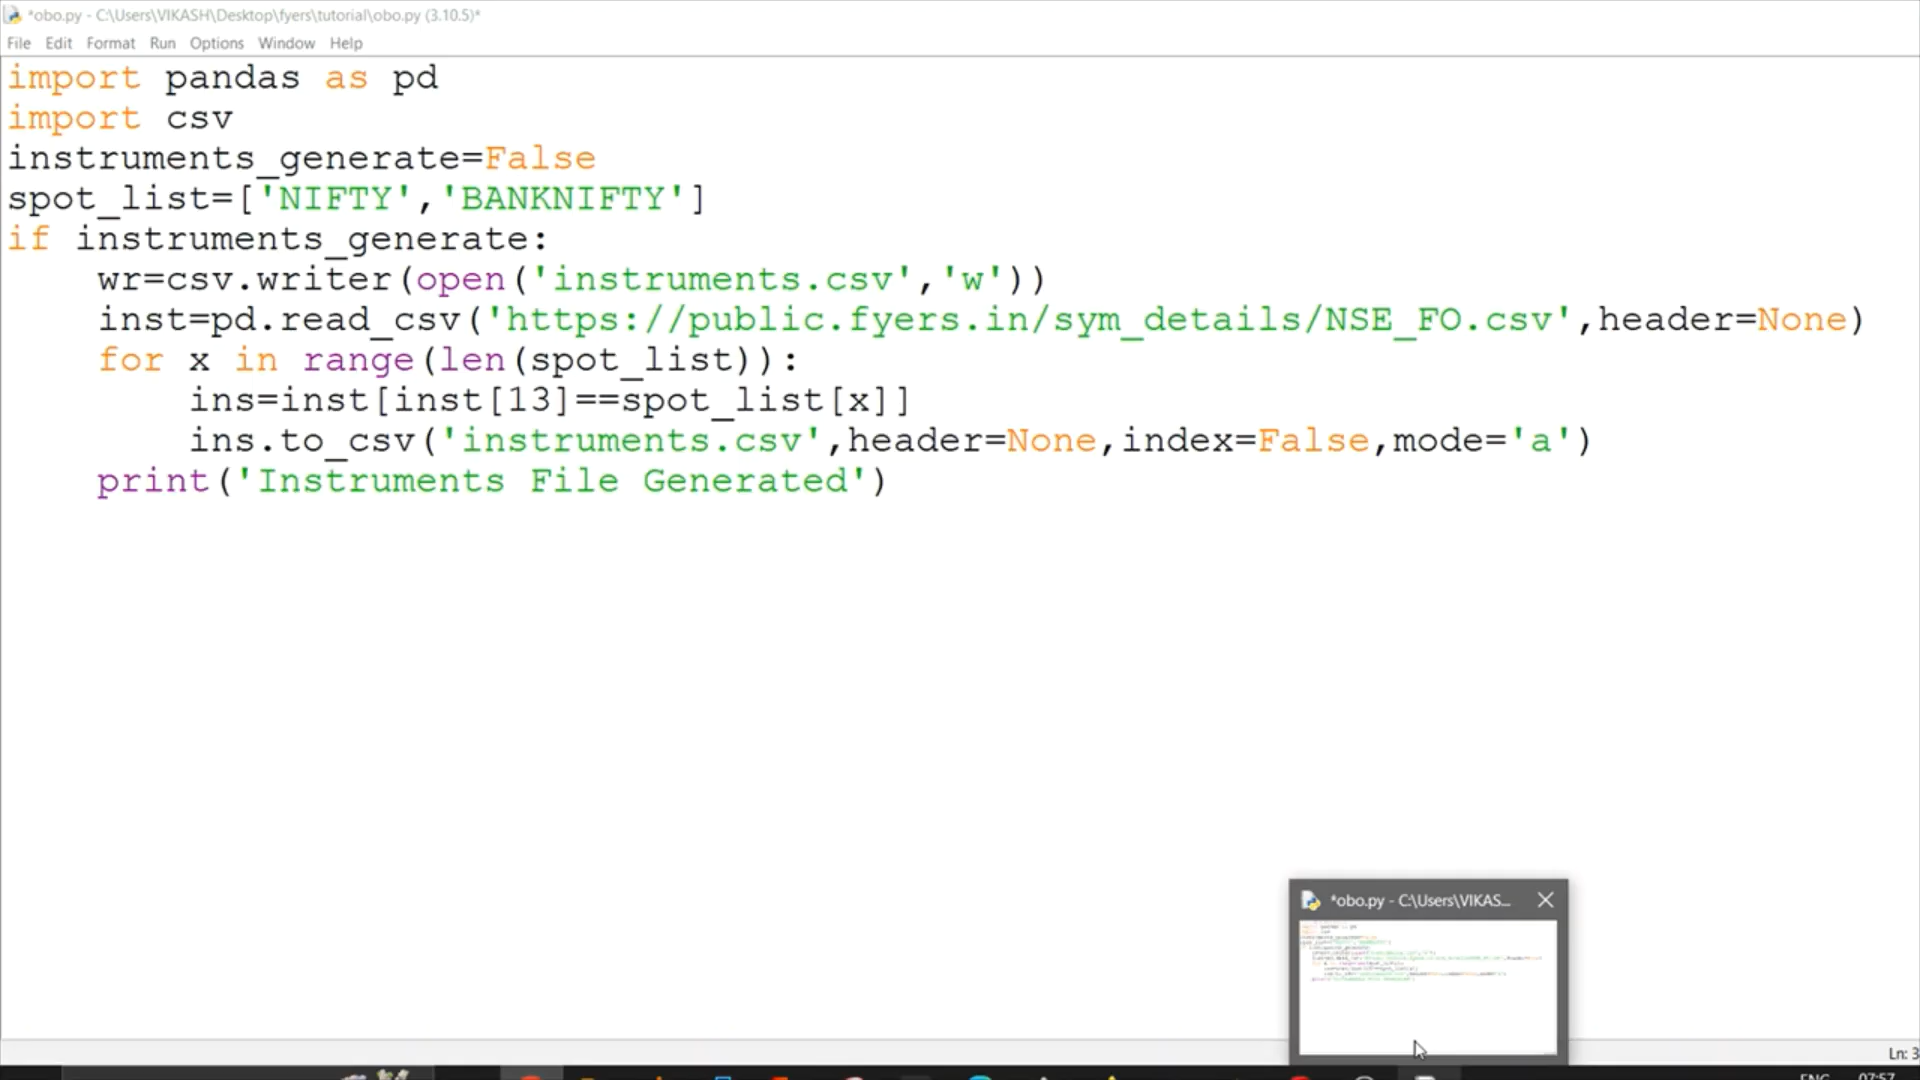 *obo.py - C:\Users\VIKASH\Desktop\fyers\tutorial\obo.py (3.10.5)*
File Edit Format Run Options Window Help
import pandas as pd
import csv
instruments_generate=False
spot_list=['NIFTY','BANKNIFTY']
if instruments_generate:
    wr=csv.writer(open('instruments.csv','w'))
    inst=pd.read_csv('https://public.fyers.in/sym_details/NSE_FO.csv',header=None)
    for x in range(len(spot_list)):
        ins=inst[inst[13]==spot_list[x]]
        ins.to_csv('instruments.csv',header=None,index=False,mode='a')
    print('Instruments File Generated')
*obo.py - C:\Users\VIKAS...
Ln: 3
ENG 07:57